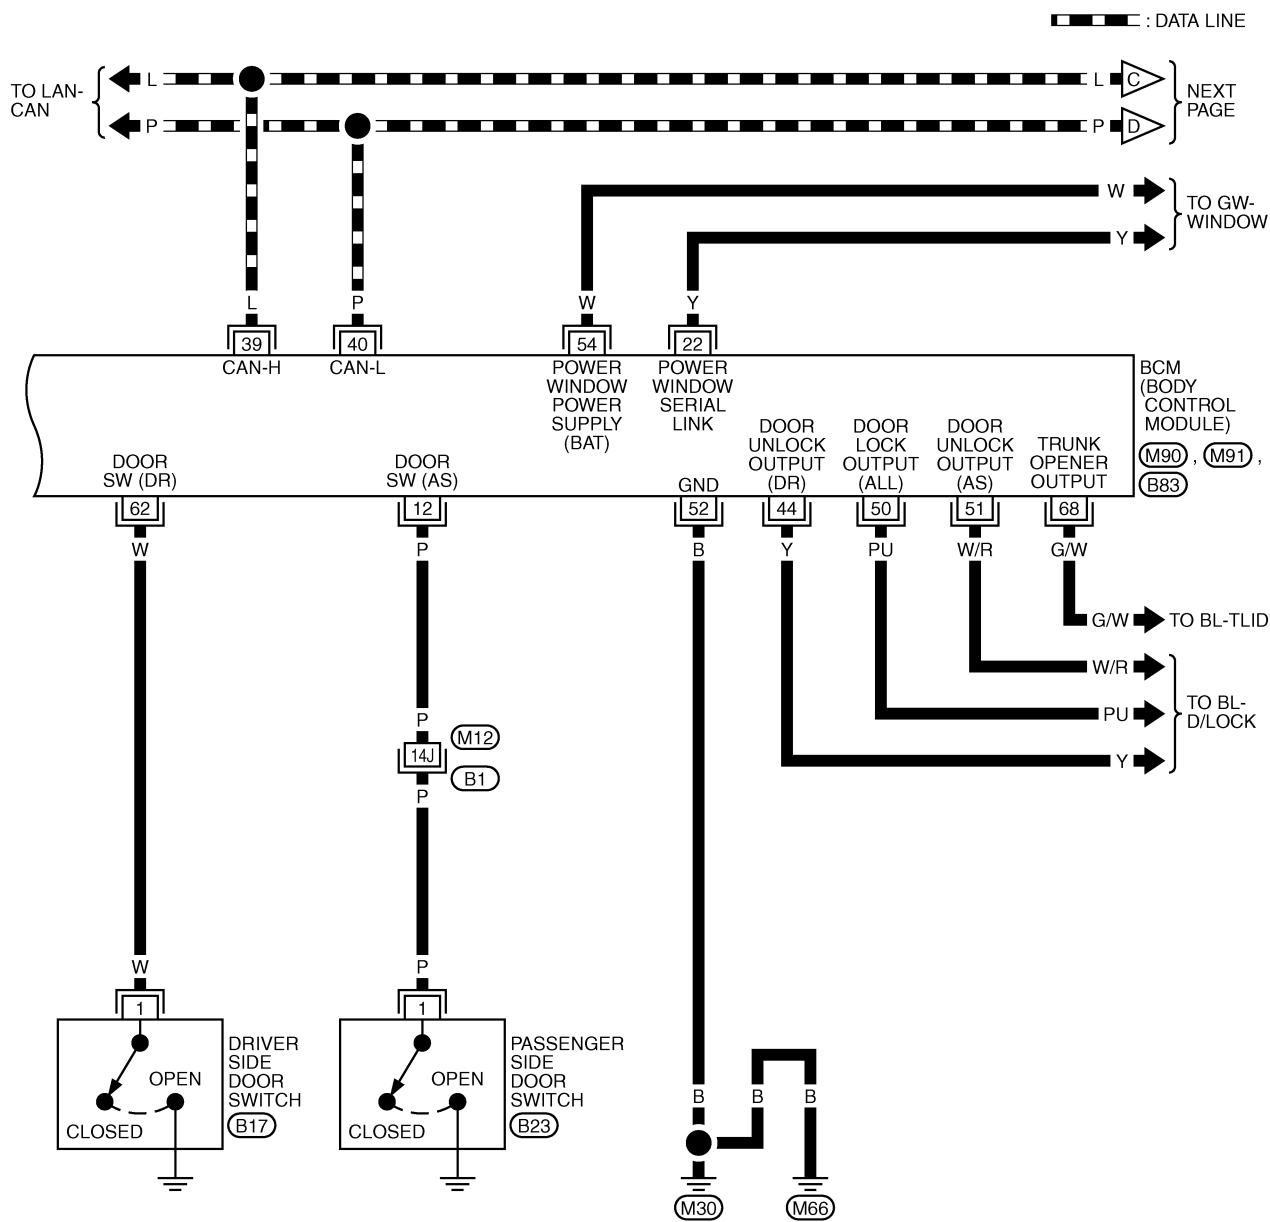 : DATA LINE
TO LAN-
CAN
L
L
C
P
P
D
NEXT
PAGE
W
Y
TO GW-
WINDOW
L
P
W
Y
39
40
54
22
CAN-H
CAN-L
POWER
WINDOW
POWER
SUPPLY
(BAT)
POWER
WINDOW
SERIAL
LINK
BCM
(BODY
CONTROL
MODULE)
M90 , M91 ,
B83
DOOR
SW (DR)
DOOR
SW (AS)
GND
DOOR
UNLOCK
OUTPUT
(DR)
DOOR
LOCK
OUTPUT
(ALL)
DOOR
UNLOCK
OUTPUT
(AS)
TRUNK
OPENER
OUTPUT
62
12
52
44
50
51
68
W
P
B
Y
PU
W/R
G/W
G/W
TO BL-TLID
W/R
PU
Y
TO BL-
D/LOCK
P
14J
M12
B1
P
W
P
1
1
OPEN
CLOSED
DRIVER
SIDE
DOOR
SWITCH
B17
OPEN
CLOSED
PASSENGER
SIDE
DOOR
SWITCH
B23
B
B
B
M30
M66